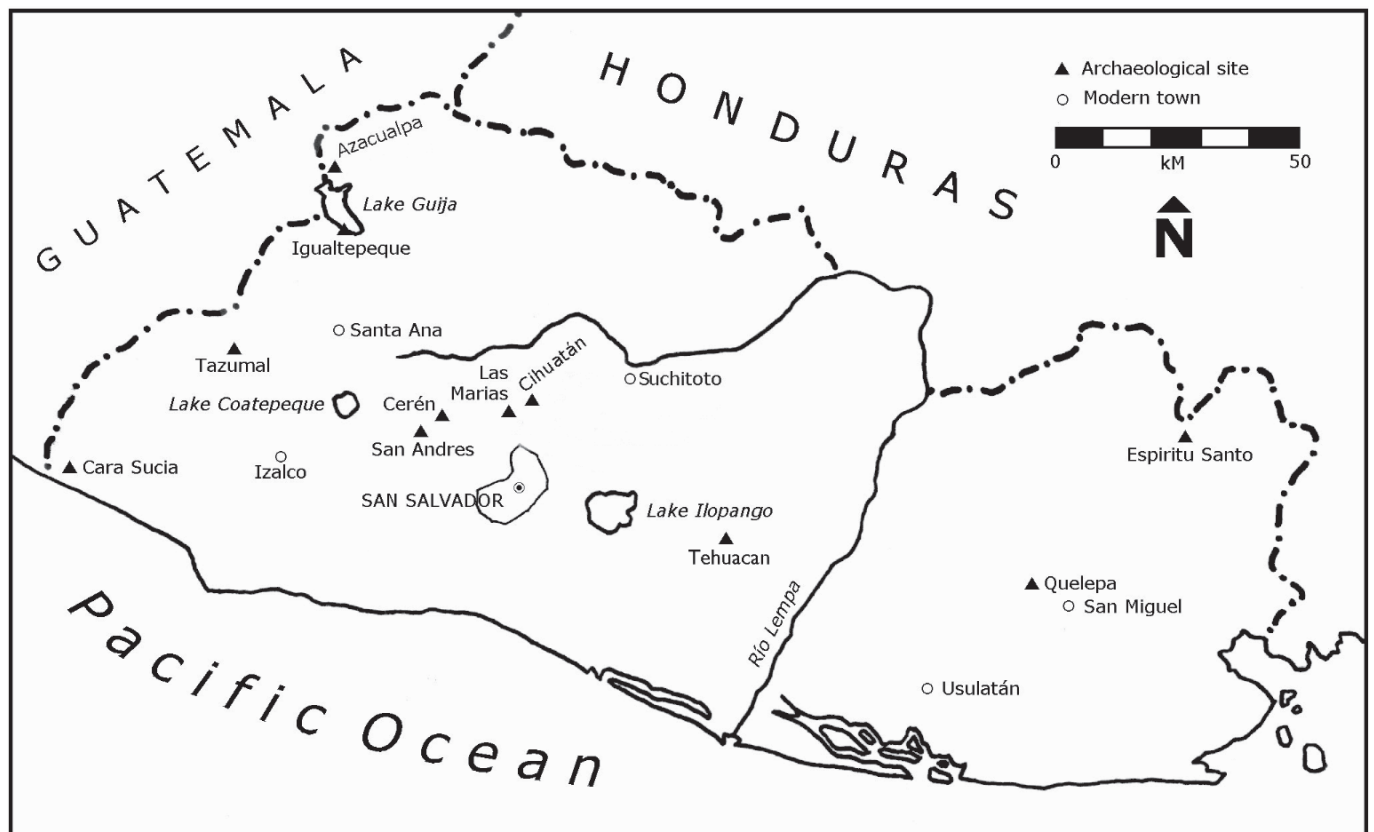 GUATEMALA
HONDURAS
Archaeological site
Modern town
0
50
kM
N
Azacualpa
Lake Guija
Igualtepeque
Santa Ana
Tazumal
Lake Coatepeque
Las
Marias
Cihuatán
Suchitoto
Cerén
San Andres
Cara Sucia
Izalco
SAN SALVADOR
Lake Ilopango
Tehuacan
Espiritu Santo
Quelepa
San Miguel
Río Lempa
Usulatán
Pacific Ocean